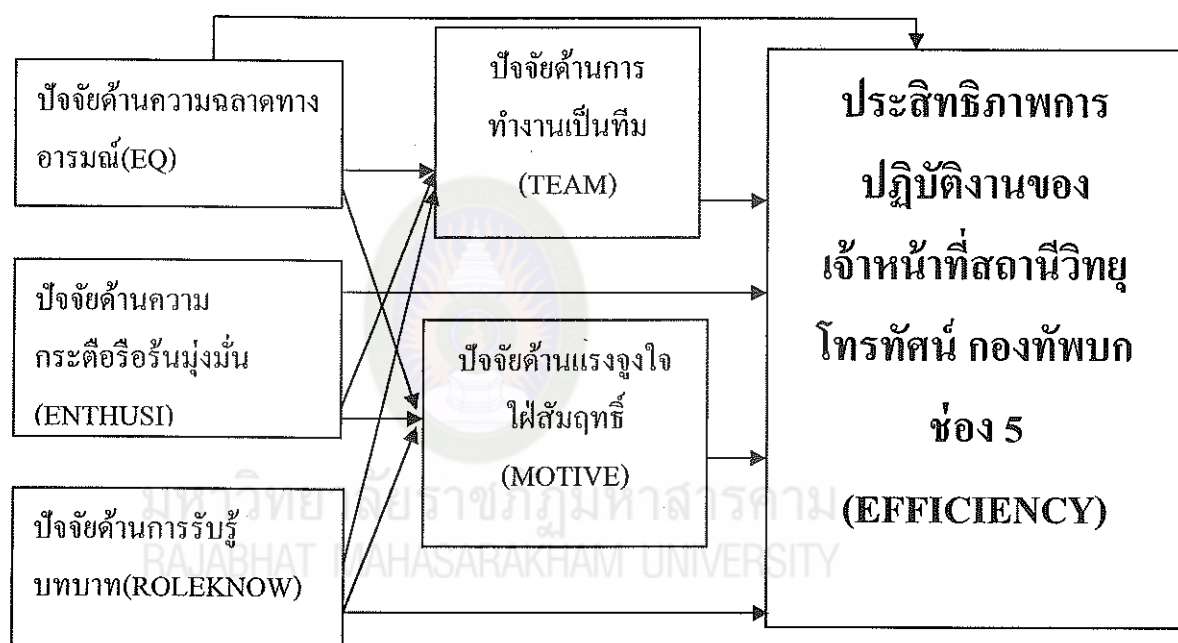 ปัจจัยด้านความฉลาดทาง
อารมณ์(EQ)
ปัจจัยด้านความ
กระตือรือร้นมุ่งมั่น
(ENTHUSI)
ปัจจัยด้านการรับรู้
บทบาท(ROLEKNOW)
ปัจจัยด้านการ
ทำงานเป็นทีม
(TEAM)
ปัจจัยด้านแรงจูงใจ
ใฝ่สัมฤทธิ์
(MOTIVE)
ประสิทธิภาพการ
ปฏิบัติงานของ
เจ้าหน้าที่สถานีวิทยุ
โทรทัศน์ กองทัพบก
ช่อง 5
(EFFICIENCY)
มหาวิทยาลัยราชภัฏมหาสารคาม
RAJABHAT MAHASARAKHAM UNIVERSITY